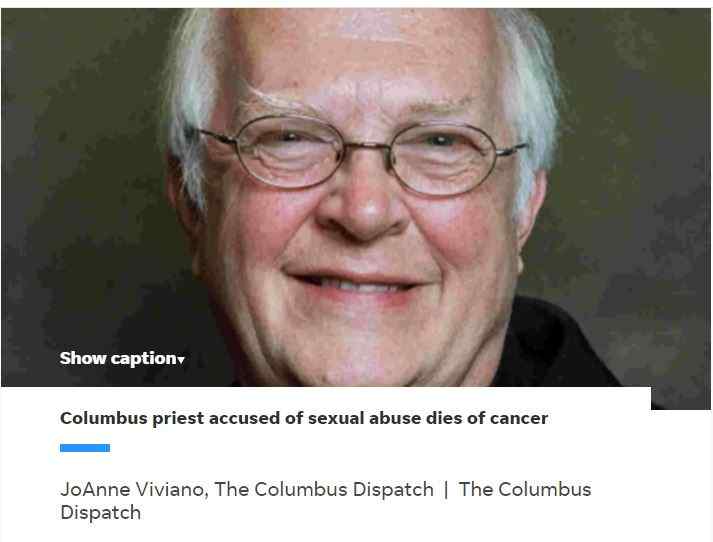 Show caption▾
Columbus priest accused of sexual abuse dies of cancer
JoAnne Viviano, The Columbus Dispatch | The Columbus
Dispatch